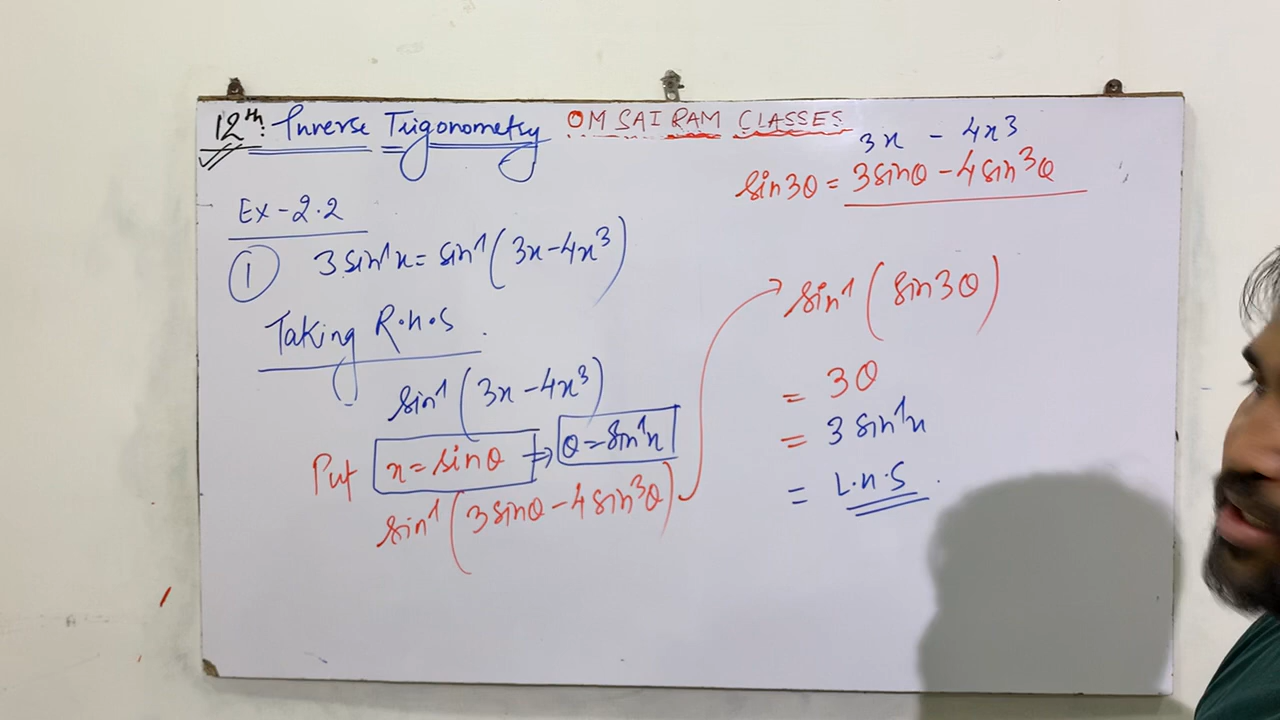 12th: Inverse Trigonometry OM SAI RAM CLASSES
3x - 4x³
sin3θ = 3sinθ - 4sin³θ
Ex-2.2
① 3 sin⁻¹x = sin⁻¹(3x-4x³)
Taking R.H.S.
sin⁻¹(3x-4x³)
Put x = sinθ ⇒ θ = sin⁻¹x
sin⁻¹(3sinθ - 4sin³θ)
sin⁻¹(sin3θ)
= 3θ
= 3 sin⁻¹x
= L.H.S.